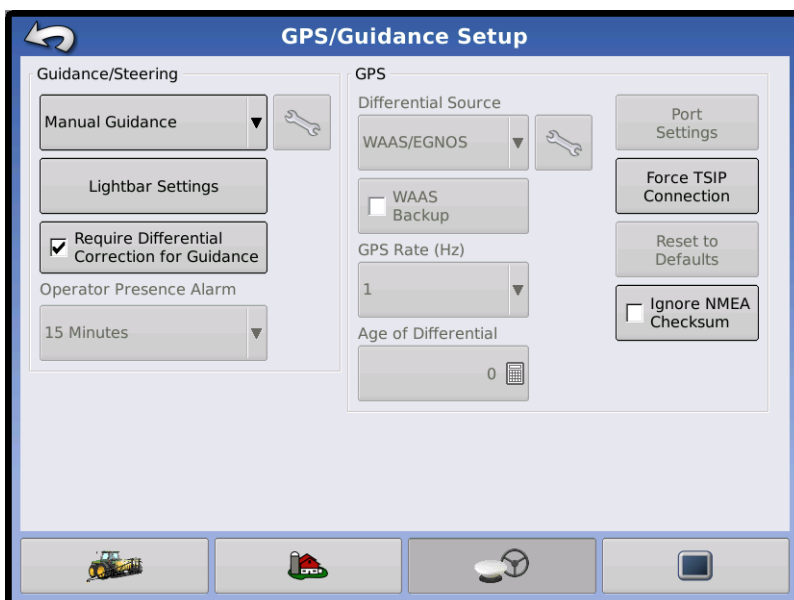 GPS/Guidance Setup
Guidance/Steering
Manual Guidance
Lightbar Settings
Require Differential
Correction for Guidance
Operator Presence Alarm
15 Minutes
GPS
Differential Source
WAAS/EGNOS
WAAS
Backup
GPS Rate (Hz)
1
Age of Differential
0
Port
Settings
Force TSIP
Connection
Reset to
Defaults
Ignore NMEA
Checksum